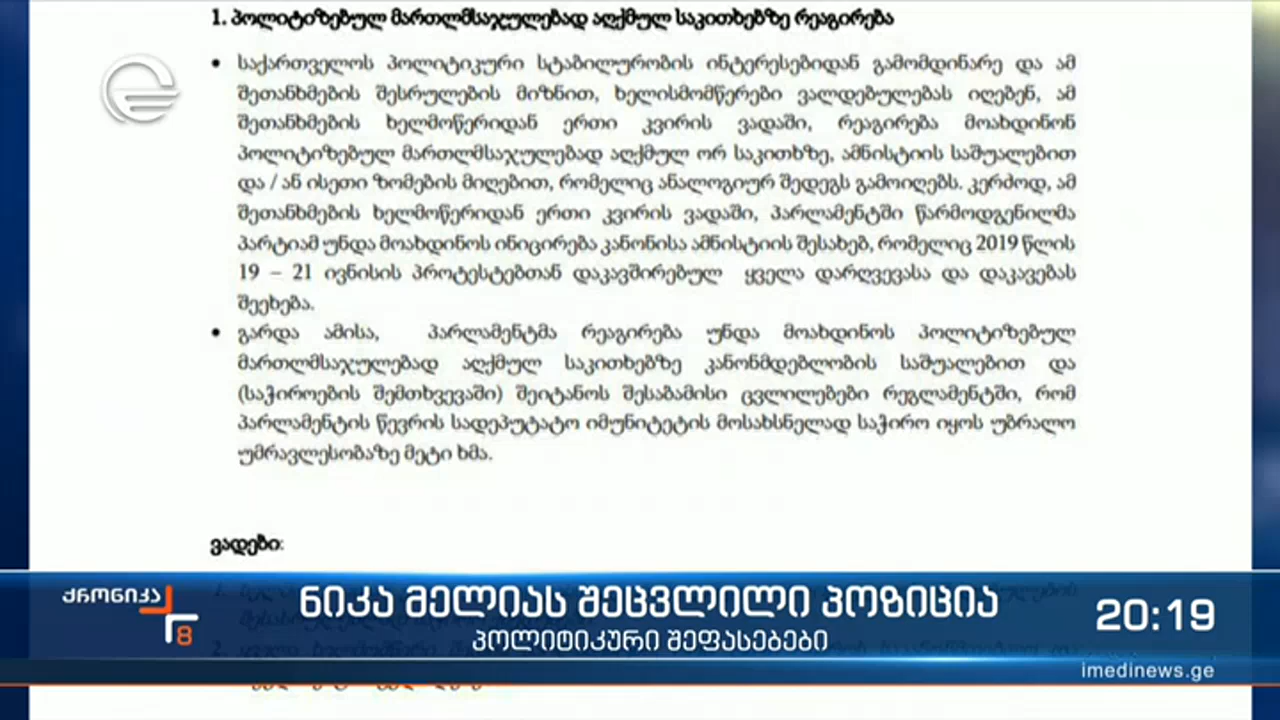 1. პოლიტიზებულ მართლმსაჯულებად აღქმულ საკითხებზე რეაგირება
• საქართველოს პოლიტიკური სტაბილურობის ინტერესებიდან გამომდინარე და ამ
შეთანხმების შესრულების მიზნით, ხელისმომწერები ვალდებულებას იღებენ, ამ
შეთანხმების ხელმოწერიდან ერთი კვირის ვადაში, რეაგირება მოახდინონ
პოლიტიზებულ მართლმსაჯულებად აღქმულ ორ საკითხზე, ამნისტიის საშუალებით
და / ან ისეთი ზომების მიღებით, რომელიც ანალოგიურ შედეგს გამოიღებს. კერძოდ, ამ
შეთანხმების ხელმოწერიდან ერთი კვირის ვადაში, პარლამენტში წარმოდგენილმა
პარტიამ უნდა მოახდინოს ინიცირება კანონისა ამნისტიის შესახებ, რომელიც 2019 წლის
19 – 21 ივნისის პროტესტებთან დაკავშირებულ ყველა დარღვევასა და დაკავებას
შეეხება.
• გარდა ამისა, პარლამენტმა რეაგირება უნდა მოახდინოს პოლიტიზებულ
მართლმსაჯულებად აღქმულ საკითხებზე კანონმდებლობის საშუალებით და
(საჭიროების შემთხვევაში) შეიტანოს შესაბამისი ცვლილებები რეგლამენტში, რომ
პარლამენტის წევრის სადეპუტატო იმუნიტეტის მოსახსნელად საჭირო იყოს უბრალო
უმრავლესობაზე მეტი ხმა.
ვადები:
ქრონიკა
8
ნიკა მელიას შეცვლილი პოზიცია
პოლიტიკური შეფასებები
20:19
imedinews.ge